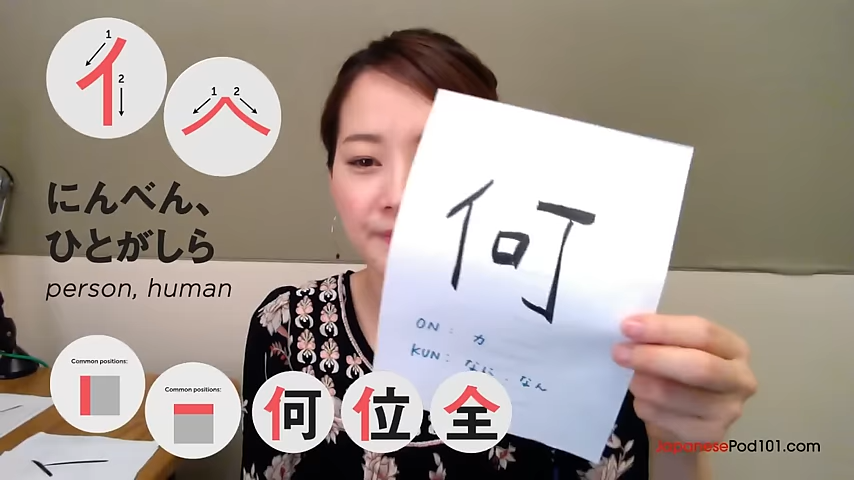 1
2
亻
1 2
𠆢
にんべん、
ひとがしら
person, human
何
ON : カ
KUN : なに・なん
Common positions:
Common positions:
何 位 全
JapanesePod101.com